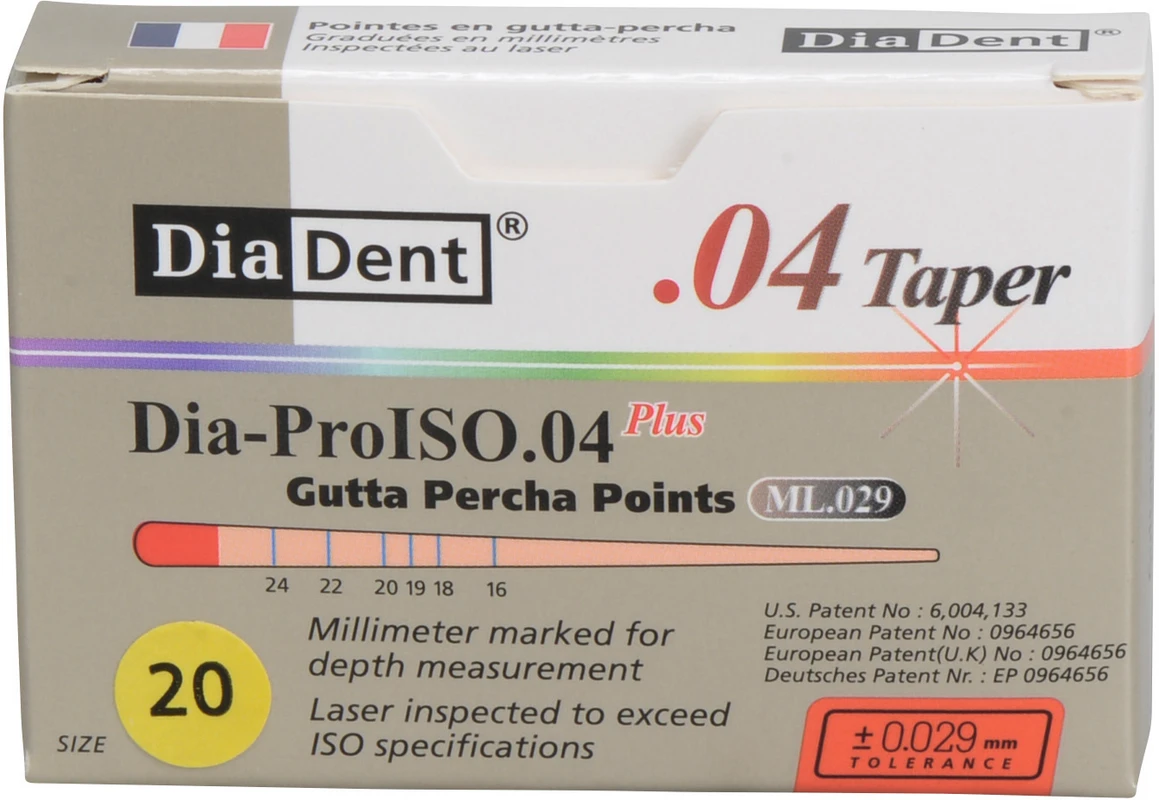 Pointes en gutta-percha
Graduées en millimètres
Inspectées au laser
DiaDent®
DiaDent®
.04 Taper
Dia-ProISO.04 Plus
Gutta Percha Points ML.029
24 22 20 19 18 16
Millimeter marked for
depth measurement
Laser inspected to exceed
ISO specifications
SIZE
20
U.S. Patent No : 6,004,133
European Patent No : 0964656
European Patent(U.K) No : 0964656
Deutsches Patent Nr. : EP 0964656
± 0.029 mm
TOLERANCE